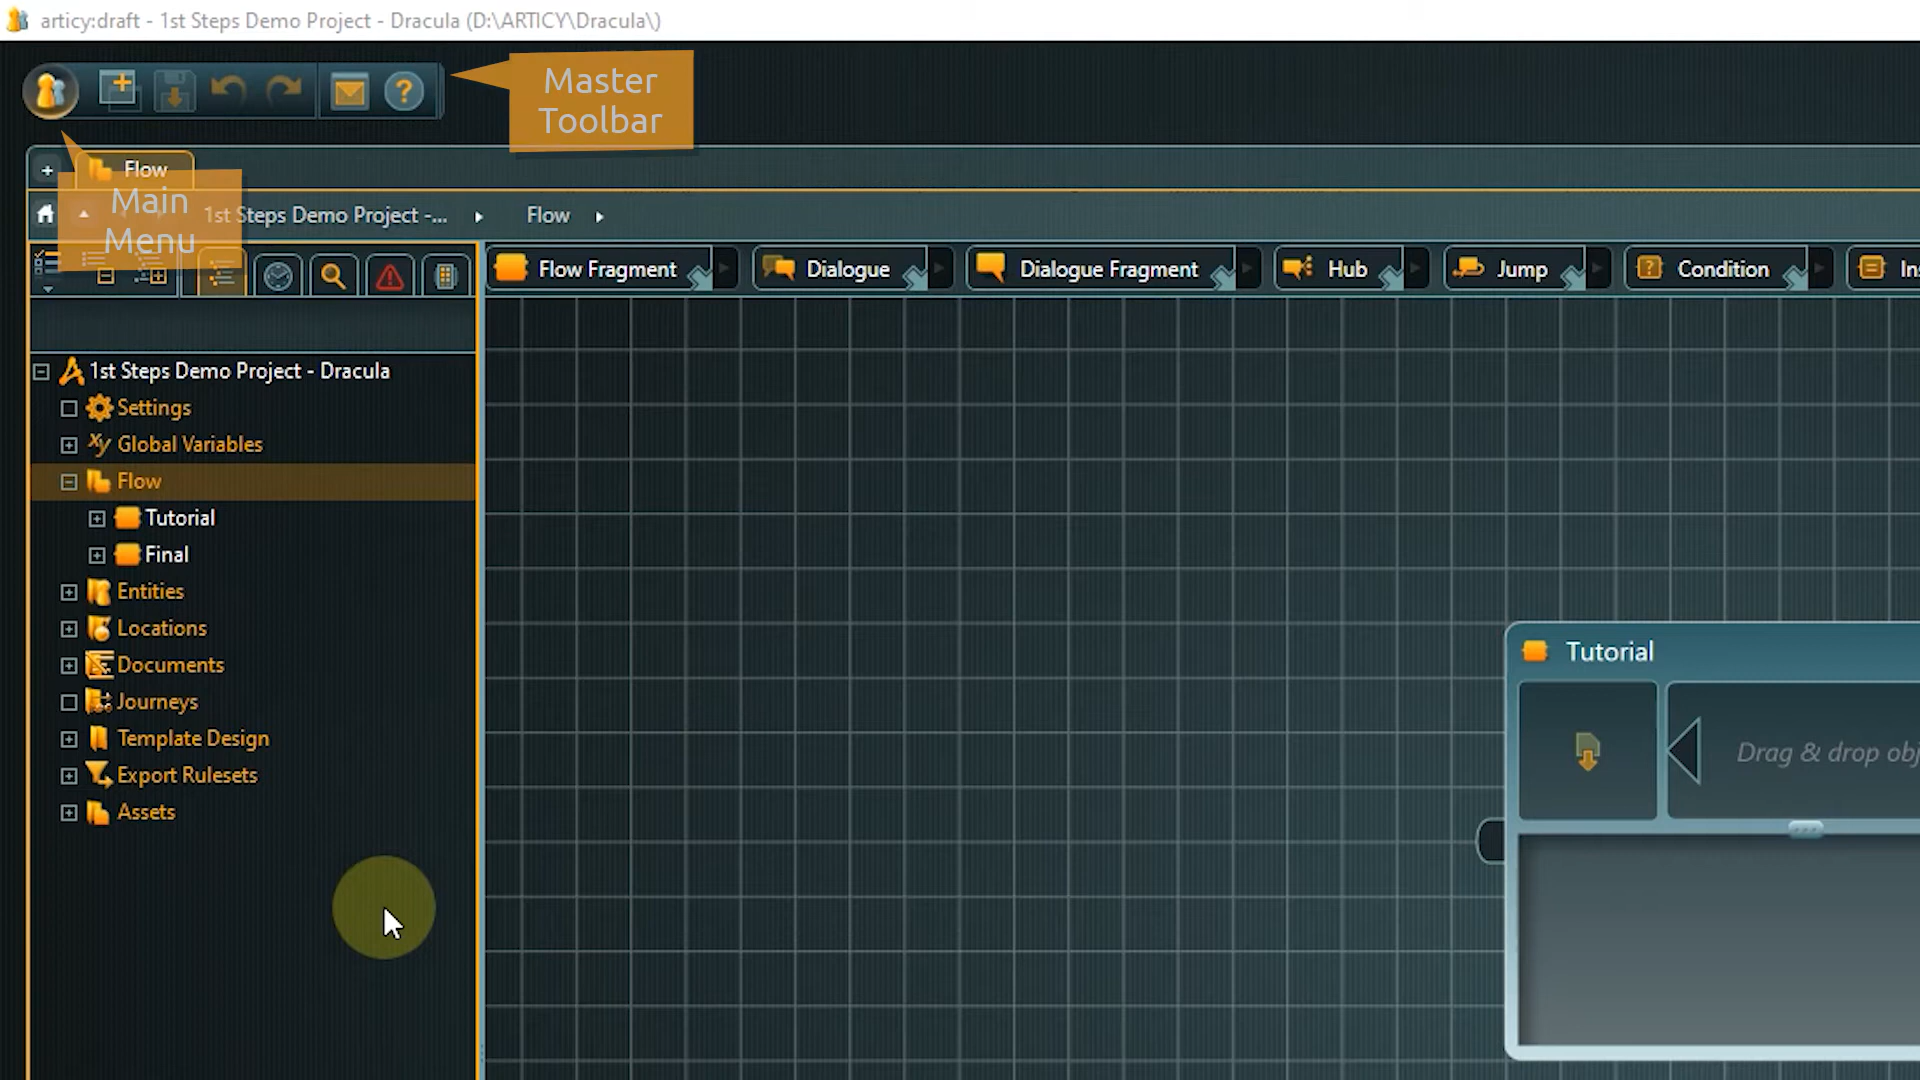 articy:draft - 1st Steps Demo Project - Dracula (D:\ARTICY\Dracula\)
Master
Toolbar
Flow
Main
Menu
1st Steps Demo Project -...
Flow
Flow Fragment
Dialogue
Dialogue Fragment
Hub
Jump
Condition
1st Steps Demo Project - Dracula
Settings
Global Variables
Flow
Tutorial
Final
Entities
Locations
Documents
Journeys
Template Design
Export Rulesets
Assets
Tutorial
Drag & drop